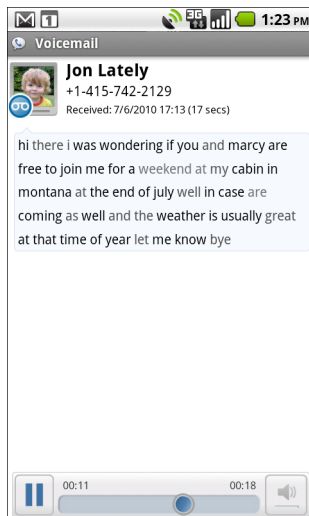 1
3G
1:23 PM
Voicemail
Jon Lately
+1-415-742-2129
Received: 7/6/2010 17:13 (17 secs)
hi there i was wondering if you and marcy are
free to join me for a weekend at my cabin in
montana at the end of july well in case are
coming as well and the weather is usually great
at that time of year let me know bye
00:11 00:18